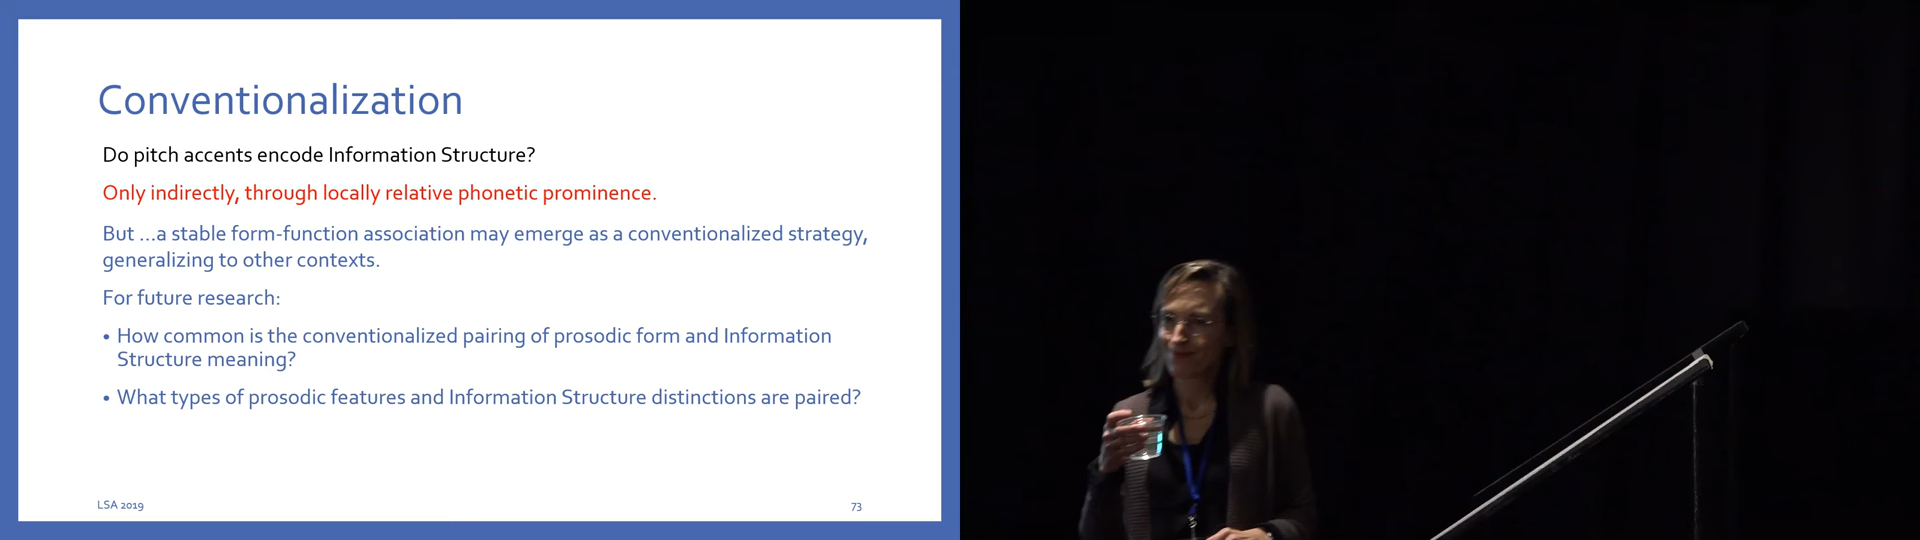 Conventionalization
Do pitch accents encode Information Structure?
Only indirectly, through locally relative phonetic prominence.
But ...a stable form-function association may emerge as a conventionalized strategy,
generalizing to other contexts.
For future research:
• How common is the conventionalized pairing of prosodic form and Information
Structure meaning?
• What types of prosodic features and Information Structure distinctions are paired?
LSA 2019
73